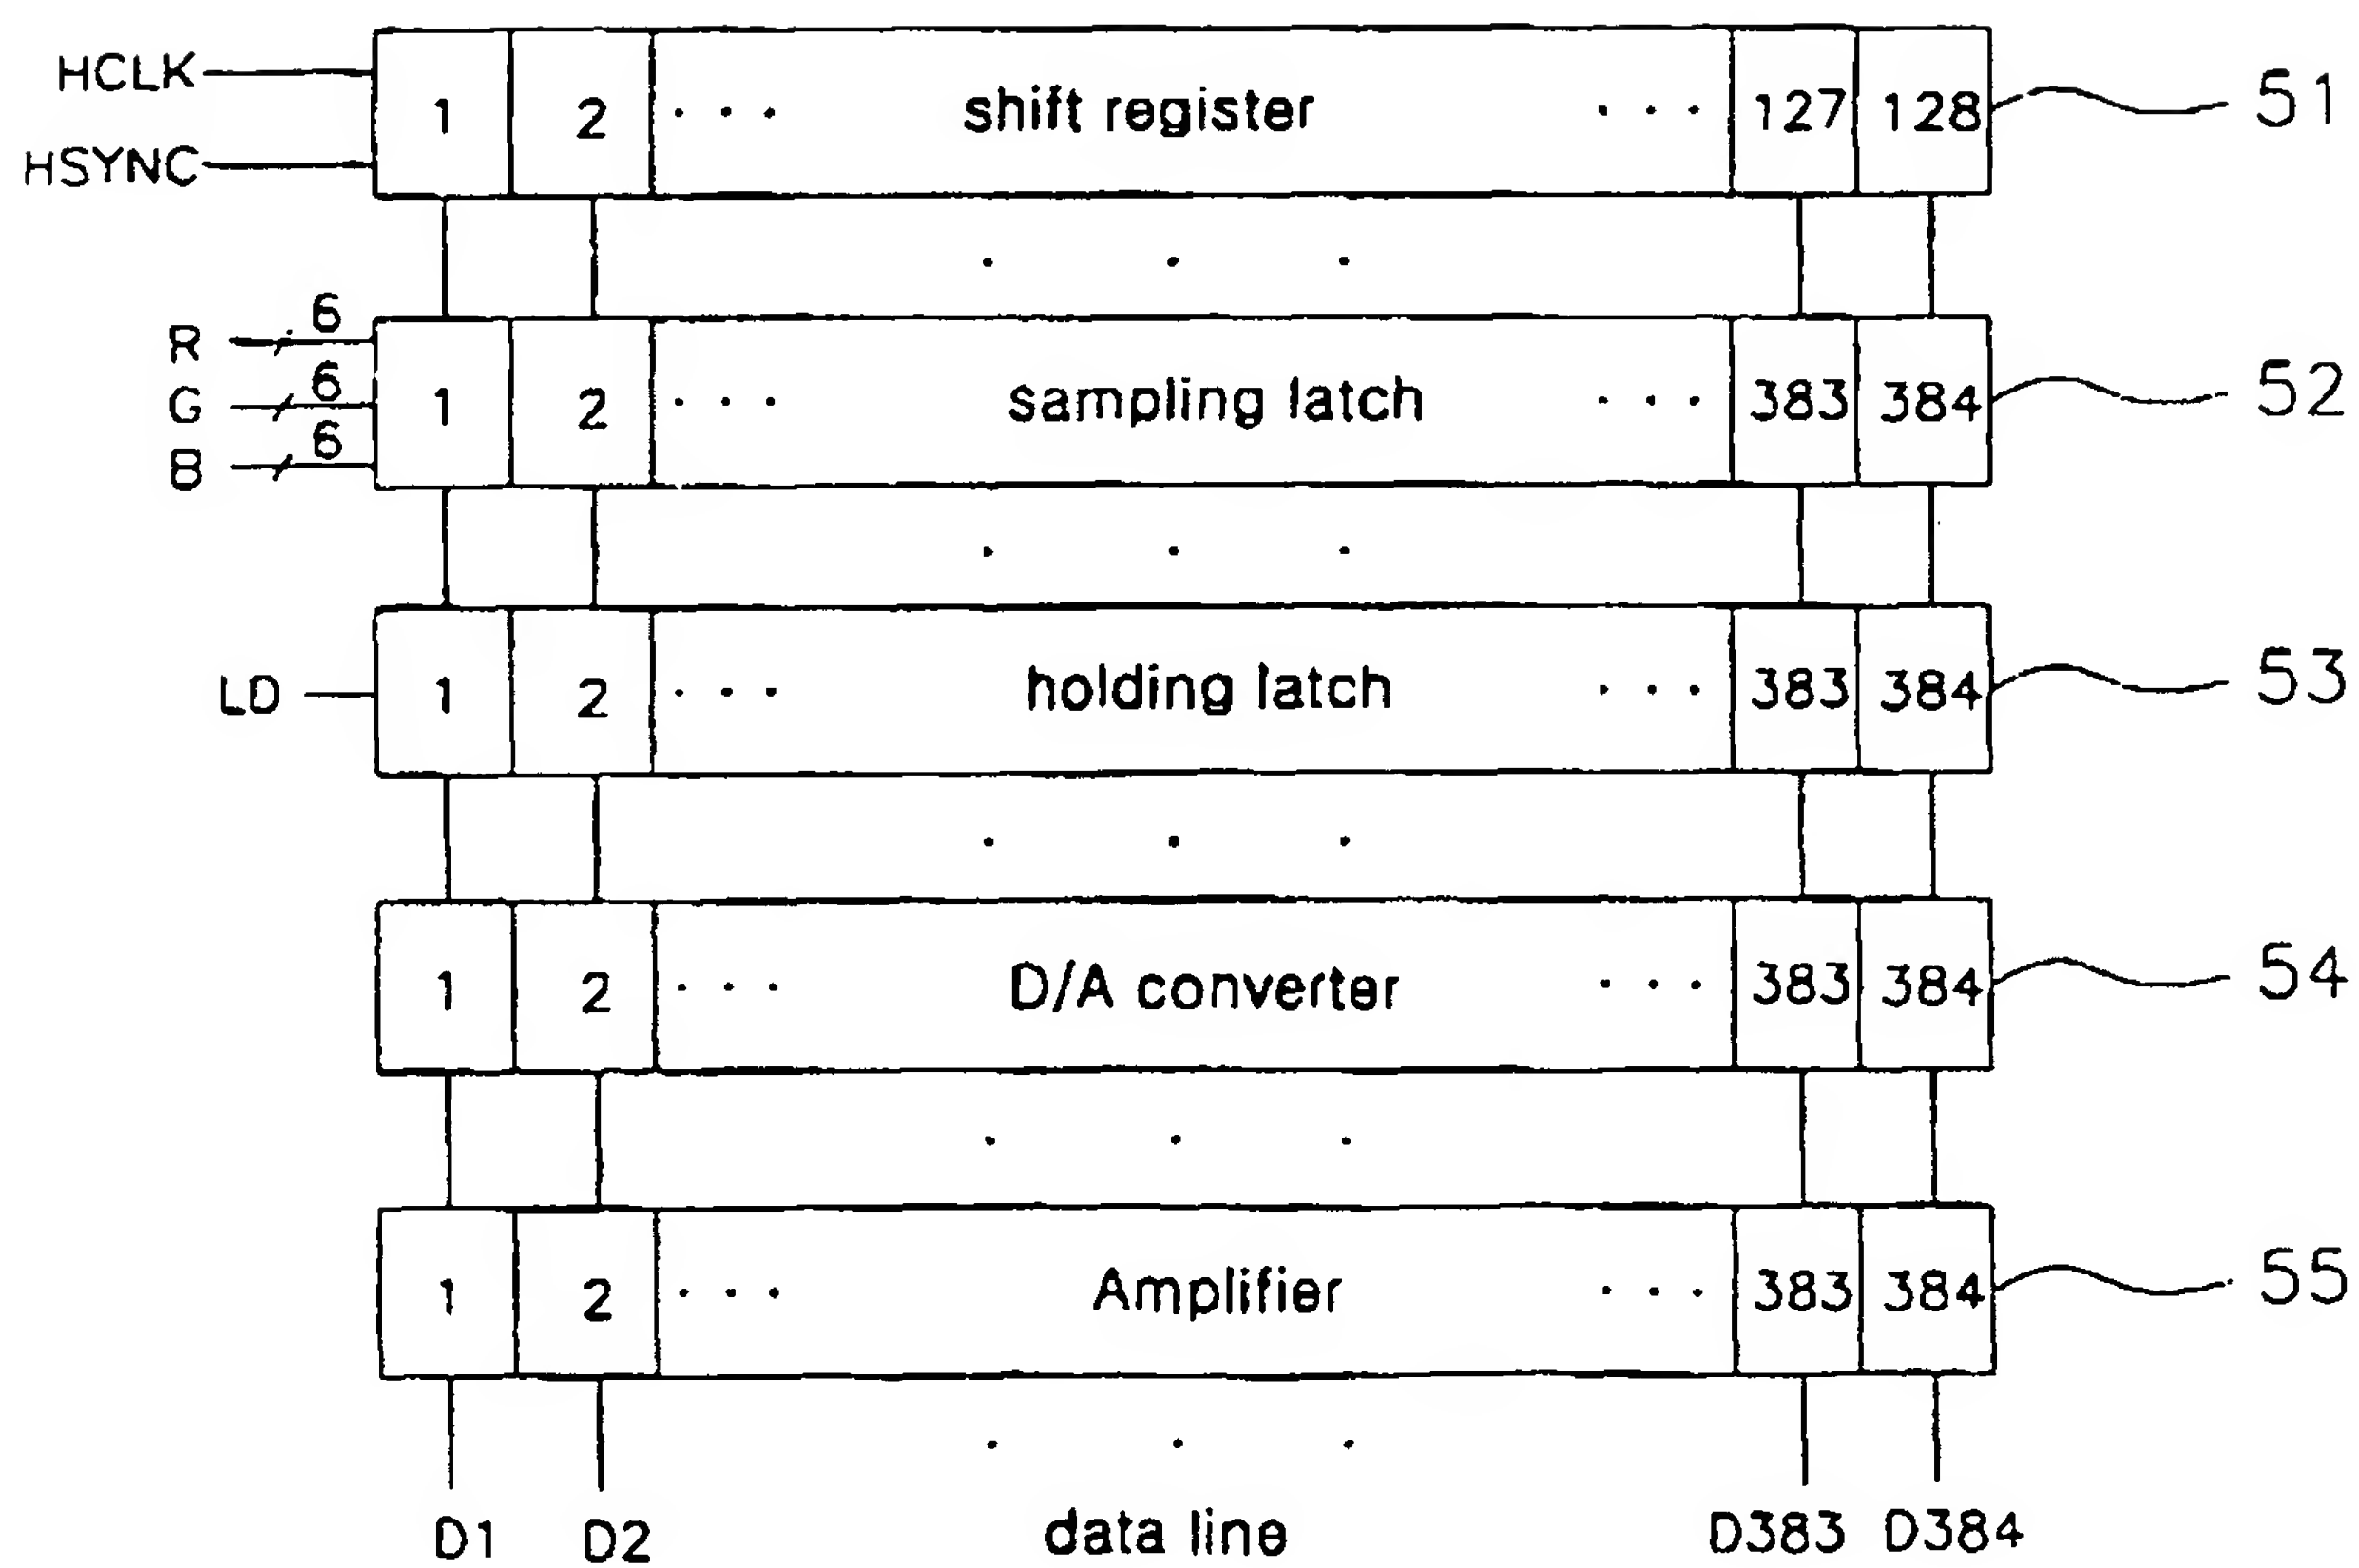 HCLK
HSYNC
1 2 ... shift register ... 127 128
51
R 6
G 6
B 6
1 2 ... sampling latch ... 383 384
52
LD
1 2 ... holding latch ... 383 384
53
1 2 ... D/A converter ... 383 384
54
1 2 ... Amplifier ... 383 384
55
D1 D2 data line D383 D384